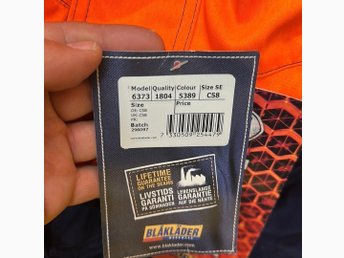 Model Quality Colour Size SE
6373 1804 5389 C58
Size Price
Batch
7 330509 254479
LIFETIME
GUARANTEE
ON THE SEAMS
LIVSTIDS
GARANTI
PÅ SÖMMARNA
LEBENSLANGE
GARANTIE
AUF DIE NÄHTE
BLÅKLÄDER
WORKWEAR
www.blaklader.com